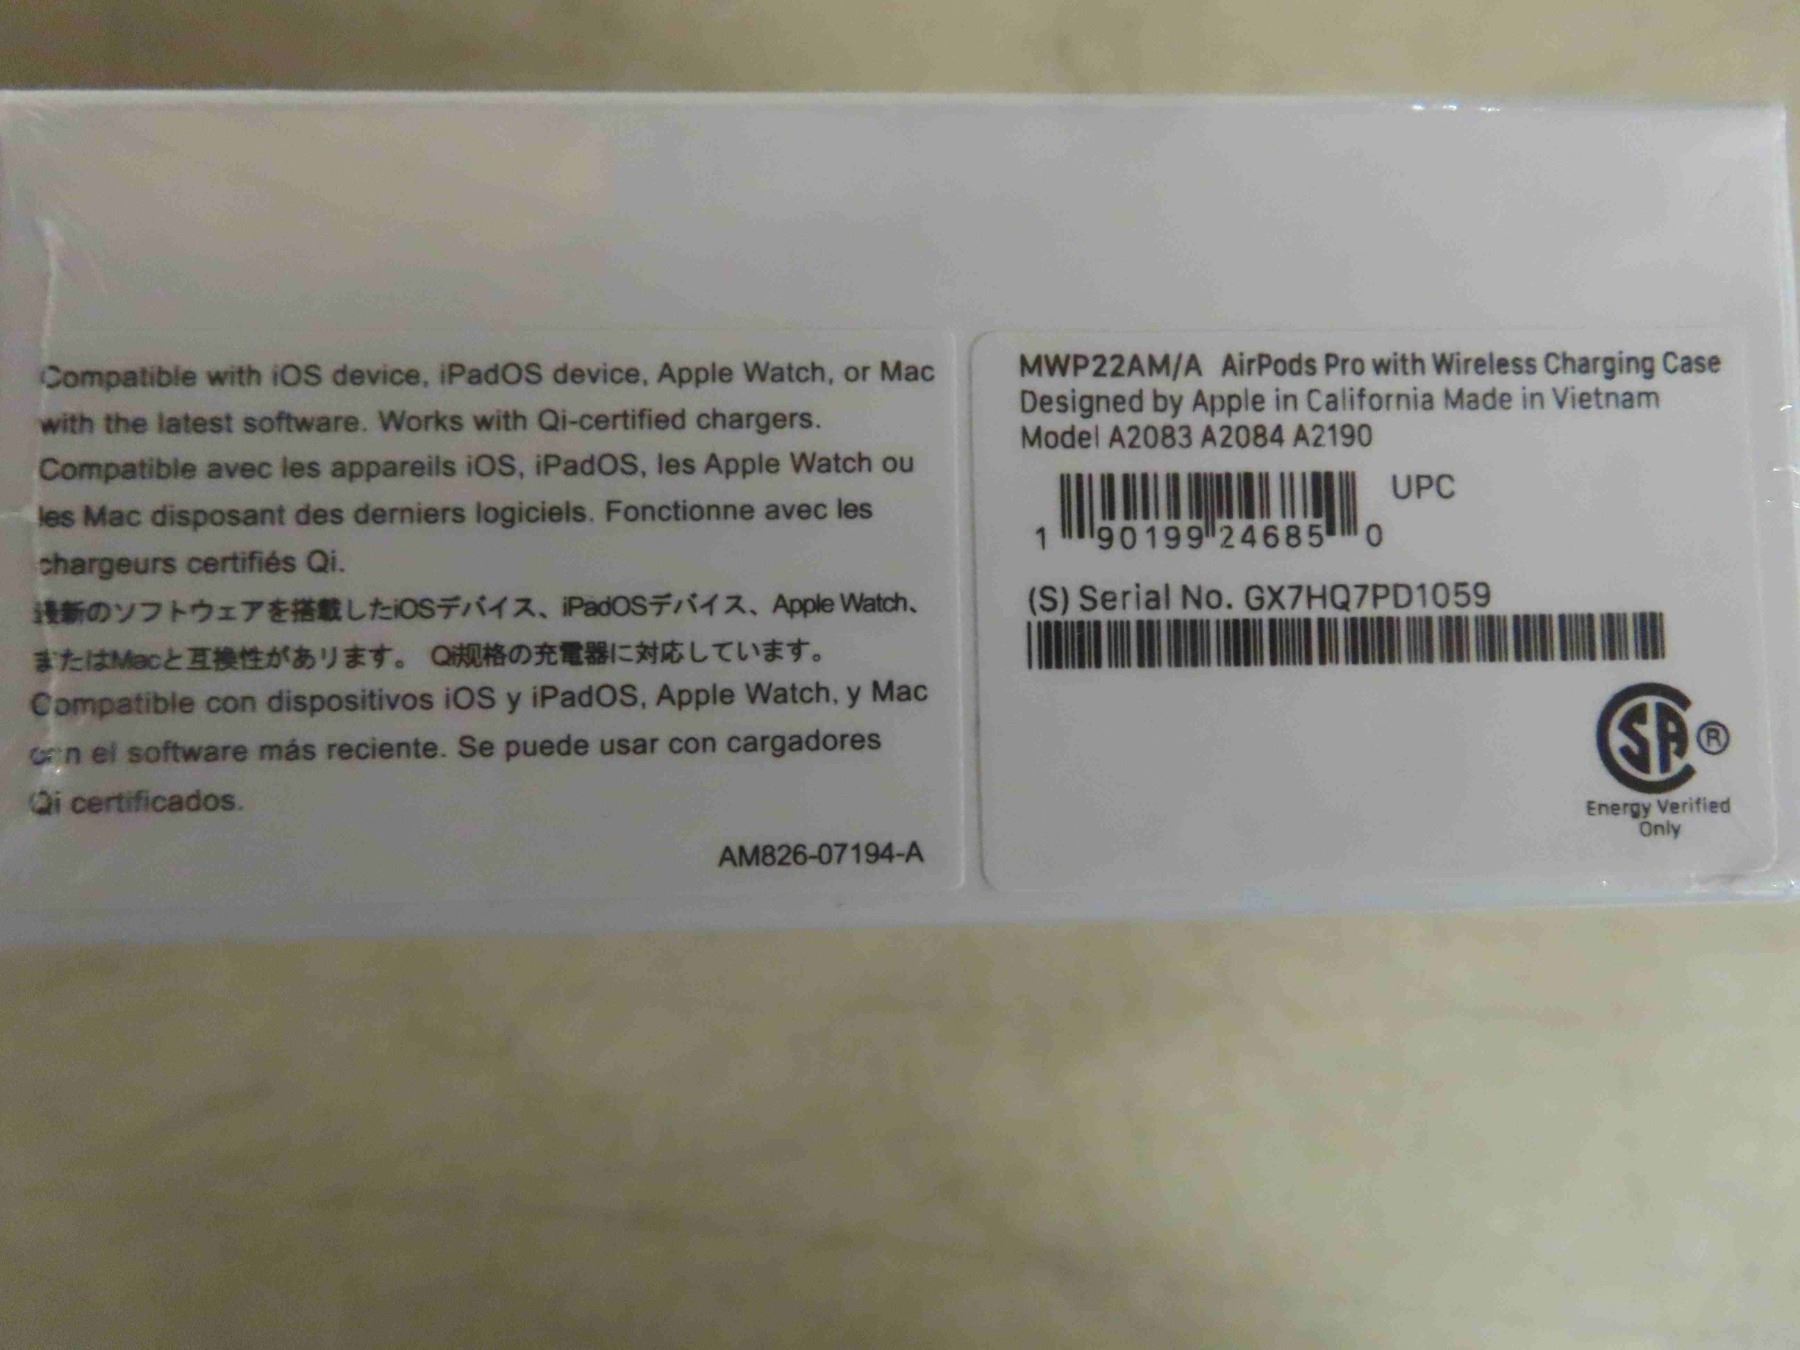 Compatible with iOS device, iPadOS device, Apple Watch, or Mac
with the latest software. Works with Qi-certified chargers.
Compatible avec les appareils iOS, iPadOS, les Apple Watch ou
les Mac disposant des derniers logiciels. Fonctionne avec les
chargeurs certifiés Qi.
最新のソフトウェアを搭載したiOSデバイス、iPadOSデバイス、Apple Watch、
またはMacと互換性があります。 Qi规格の充電器に対応しています。
Compatible con dispositivos iOS y iPadOS, Apple Watch, y Mac
con el software más reciente. Se puede usar con cargadores
Qi certificados.
AM826-07194-A
MWP22AM/A AirPods Pro with Wireless Charging Case
Designed by Apple in California Made in Vietnam
Model A2083 A2084 A2190
UPC
1 90199 24685 0
(S) Serial No. GX7HQ7PD1059
SA ®
Energy Verified
Only